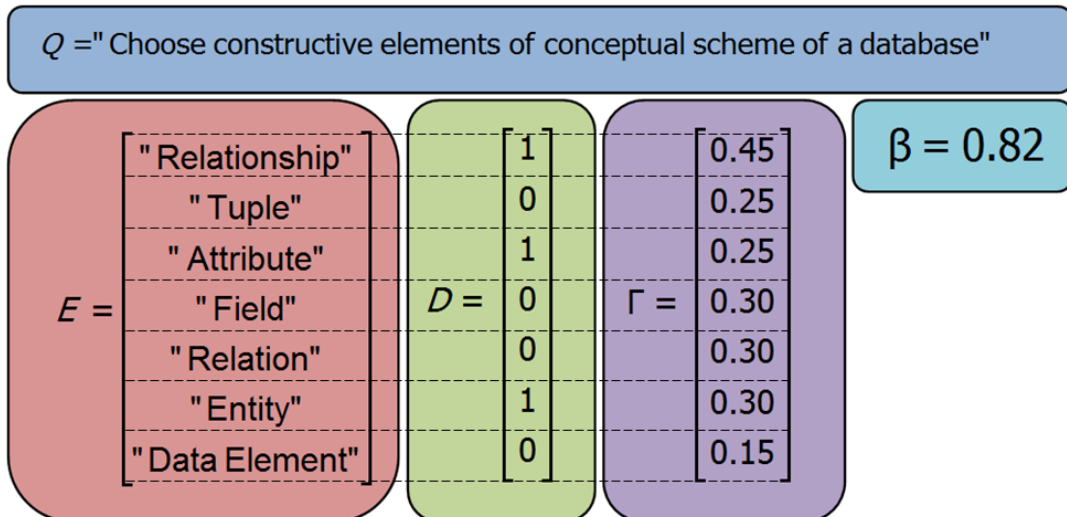 Q ="Choose constructive elements of conceptual scheme of a database"
β = 0.82
E =
"Relationship"
"Tuple"
"Attribute"
"Field"
"Relation"
"Entity"
"Data Element"
D =
1
0
1
0
0
1
0
Γ =
0.45
0.25
0.25
0.30
0.30
0.30
0.15